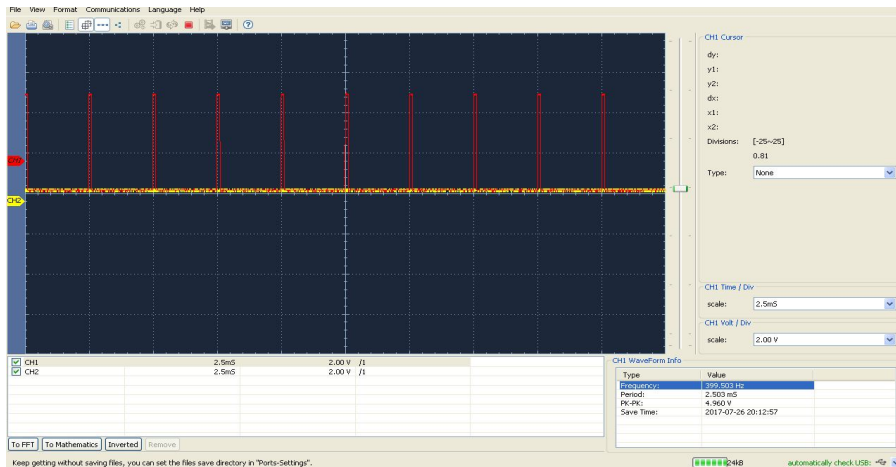 File View Format Communications Language Help
CH1 Cursor
dy:
y1:
y2:
dx:
x1:
x2:
Divisions: [-25~25]
0.81
Type: None
CH2
CH1 Time / Div
scale: 2.5mS
CH1 Volt / Div
scale: 2.00 V
CH1 2.5mS 2.00 V /1
CH2 2.5mS 2.00 V /1
To FFT To Mathematics Inverted Remove
CH1 WaveForm Info
Type Value
Frequency: 399.503 Hz
Period: 2.503 mS
PK-PK: 4.960 V
Save Time: 2017-07-26 20:12:57
Keep getting without saving files, you can set the files save directory in "Ports-Settings". 24kB automatically check USB: